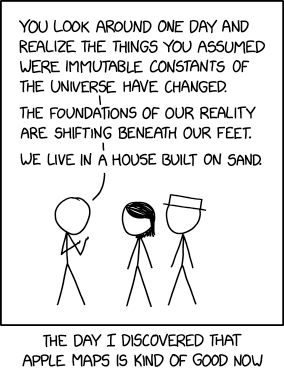 YOU LOOK AROUND ONE DAY AND
REALIZE THE THINGS YOU ASSUMED
WERE IMMUTABLE CONSTANTS OF
THE UNIVERSE HAVE CHANGED.
THE FOUNDATIONS OF OUR REALITY
ARE SHIFTING BENEATH OUR FEET.
WE LIVE IN A HOUSE BUILT ON SAND.
THE DAY I DISCOVERED THAT
APPLE MAPS IS KIND OF GOOD NOW